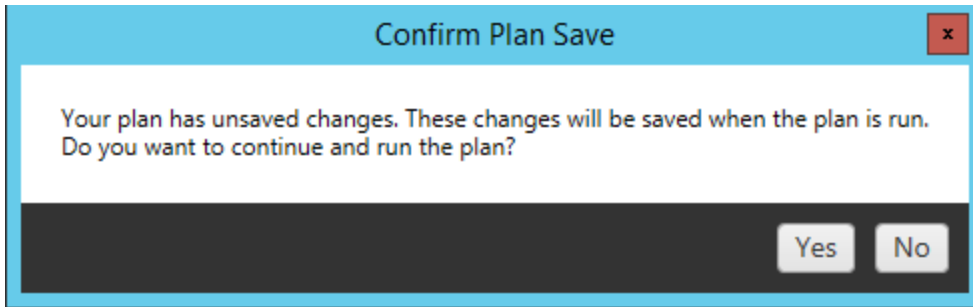 Confirm Plan Save
x
Your plan has unsaved changes. These changes will be saved when the plan is run.
Do you want to continue and run the plan?
Yes No